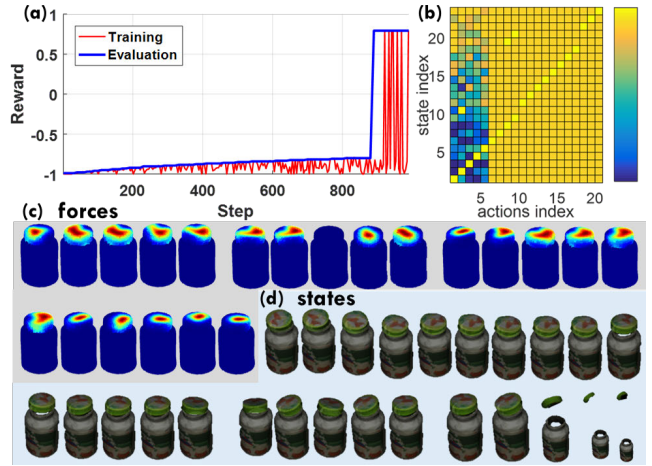 (a)
1
0.5
0
-0.5
-1
Reward
Training
Evaluation
200
400
600
800
Step
(b)
20
15
10
5
state index
5
10
15
20
actions index
(c) forces
(d) states